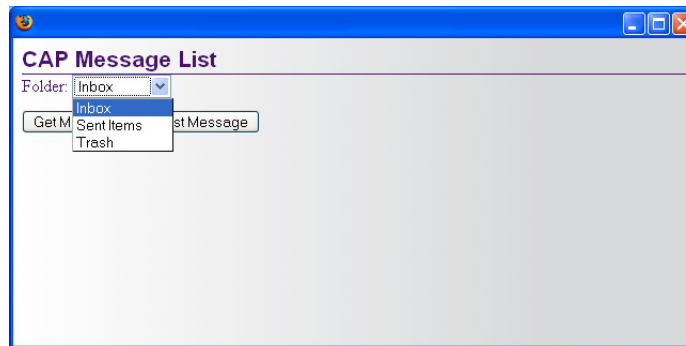 CAP Message List
Folder: Inbox
Inbox
Sent Items
Trash
Get M st Message